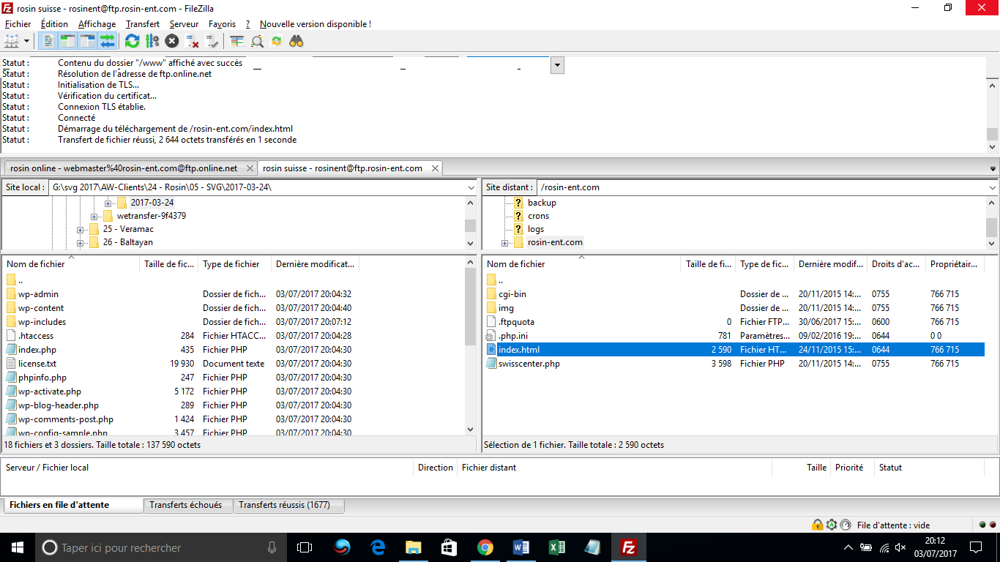 rosin suisse - rosinent@ftp.rosin-ent.com - FileZilla
Fichier Édition Affichage Transfert Serveur Favoris ? Nouvelle version disponible !
Statut : Contenu du dossier "/www" affiché avec succès
Statut : Résolution de l'adresse de ftp.online.net
Statut : Initialisation de TLS...
Statut : Vérification du certificat...
Statut : Connexion TLS établie.
Statut : Connecté
Statut : Démarrage du téléchargement de /rosin-ent.com/index.html
Statut : Transfert de fichier réussi, 2 644 octets transférés en 1 seconde
rosin online - webmaster%40rosin-ent.com@ftp.online.net rosin suisse - rosinent@ftp.rosin-ent.com
Site local : G:\svg 2017\AW-Clients\24 - Rosin\05 - SVG\2017-03-24\
2017-03-24
wetransfer-9f4379
25 - Veramac
26 - Baltayan
Site distant : /rosin-ent.com
backup
crons
logs
rosin-ent.com
Nom de fichier Taille de fic... Type de fichier Dernière modificat...
..
wp-admin Dossier de fich... 03/07/2017 20:04:32
wp-content Dossier de fich... 03/07/2017 20:04:40
wp-includes Dossier de fich... 03/07/2017 20:07:12
.htaccess 284 Fichier HTACC... 03/07/2017 20:04:28
index.php 435 Fichier PHP 03/07/2017 20:04:30
license.txt 19 930 Document texte 03/07/2017 20:04:30
phpinfo.php 247 Fichier PHP 03/07/2017 20:04:30
wp-activate.php 5 172 Fichier PHP 03/07/2017 20:04:30
wp-blog-header.php 289 Fichier PHP 03/07/2017 20:04:30
wp-comments-post.php 1 424 Fichier PHP 03/07/2017 20:04:30
wp-config-sample.php 3 457 Fichier PHP 03/07/2017 20:04:30
18 fichiers et 3 dossiers. Taille totale : 137 590 octets
Nom de fichier Taille de fi... Type de fic... Dernière modif... Droits d'ac... Propriétair...
..
cgi-bin Dossier de ... 20/11/2015 14:... 0755 766 715
img Dossier de ... 20/11/2015 14:... 0755 766 715
.ftpquota 0 Fichier FTP... 30/06/2017 15:... 0600 766 715
.php.ini 781 Paramètres... 09/02/2016 19:... 0644 0 0
index.html 2 590 Fichier HT... 24/11/2015 15:... 0644 766 715
swisscenter.php 3 598 Fichier PHP 20/11/2015 14:... 0755 766 715
Sélection de 1 fichier. Taille totale : 2 590 octets
Serveur / Fichier local Direction Fichier distant Taille Priorité Statut
Fichiers en file d'attente Transferts échoués Transferts réussis (1677)
File d'attente : vide
Taper ici pour rechercher
20:12
03/07/2017